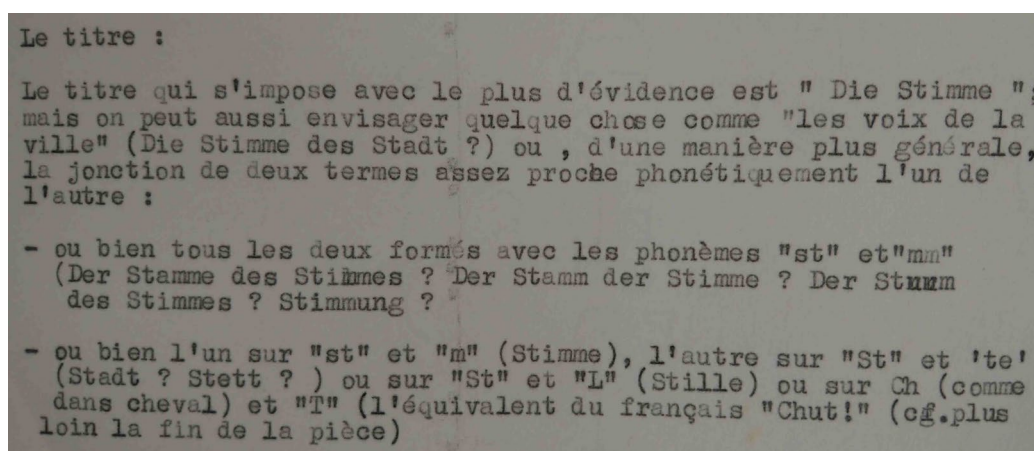 Le titre :
Le titre qui s'impose avec le plus d'évidence est " Die Stimme ";
mais on peut aussi envisager quelque chose comme "les voix de la
ville" (Die Stimme des Stadt ?) ou , d'une manière plus générale,
la jonction de deux termes assez proche phonétiquement l'un de
l'autre :
- ou bien tous les deux formés avec les phonèmes "st" et"mm"
(Der Stamme des Stimmes ? Der Stamm der Stimme ? Der Stumm
des Stimmes ? Stimmung ?
- ou bien l'un sur "st" et "m" (Stimme), l'autre sur "St" et 'te'
(Stadt ? Stett ? ) ou sur "St" et "L" (Stille) ou sur Ch (comme
dans cheval) et "T" (l'équivalent du français "Chut!" (cf.plus
loin la fin de la pièce)